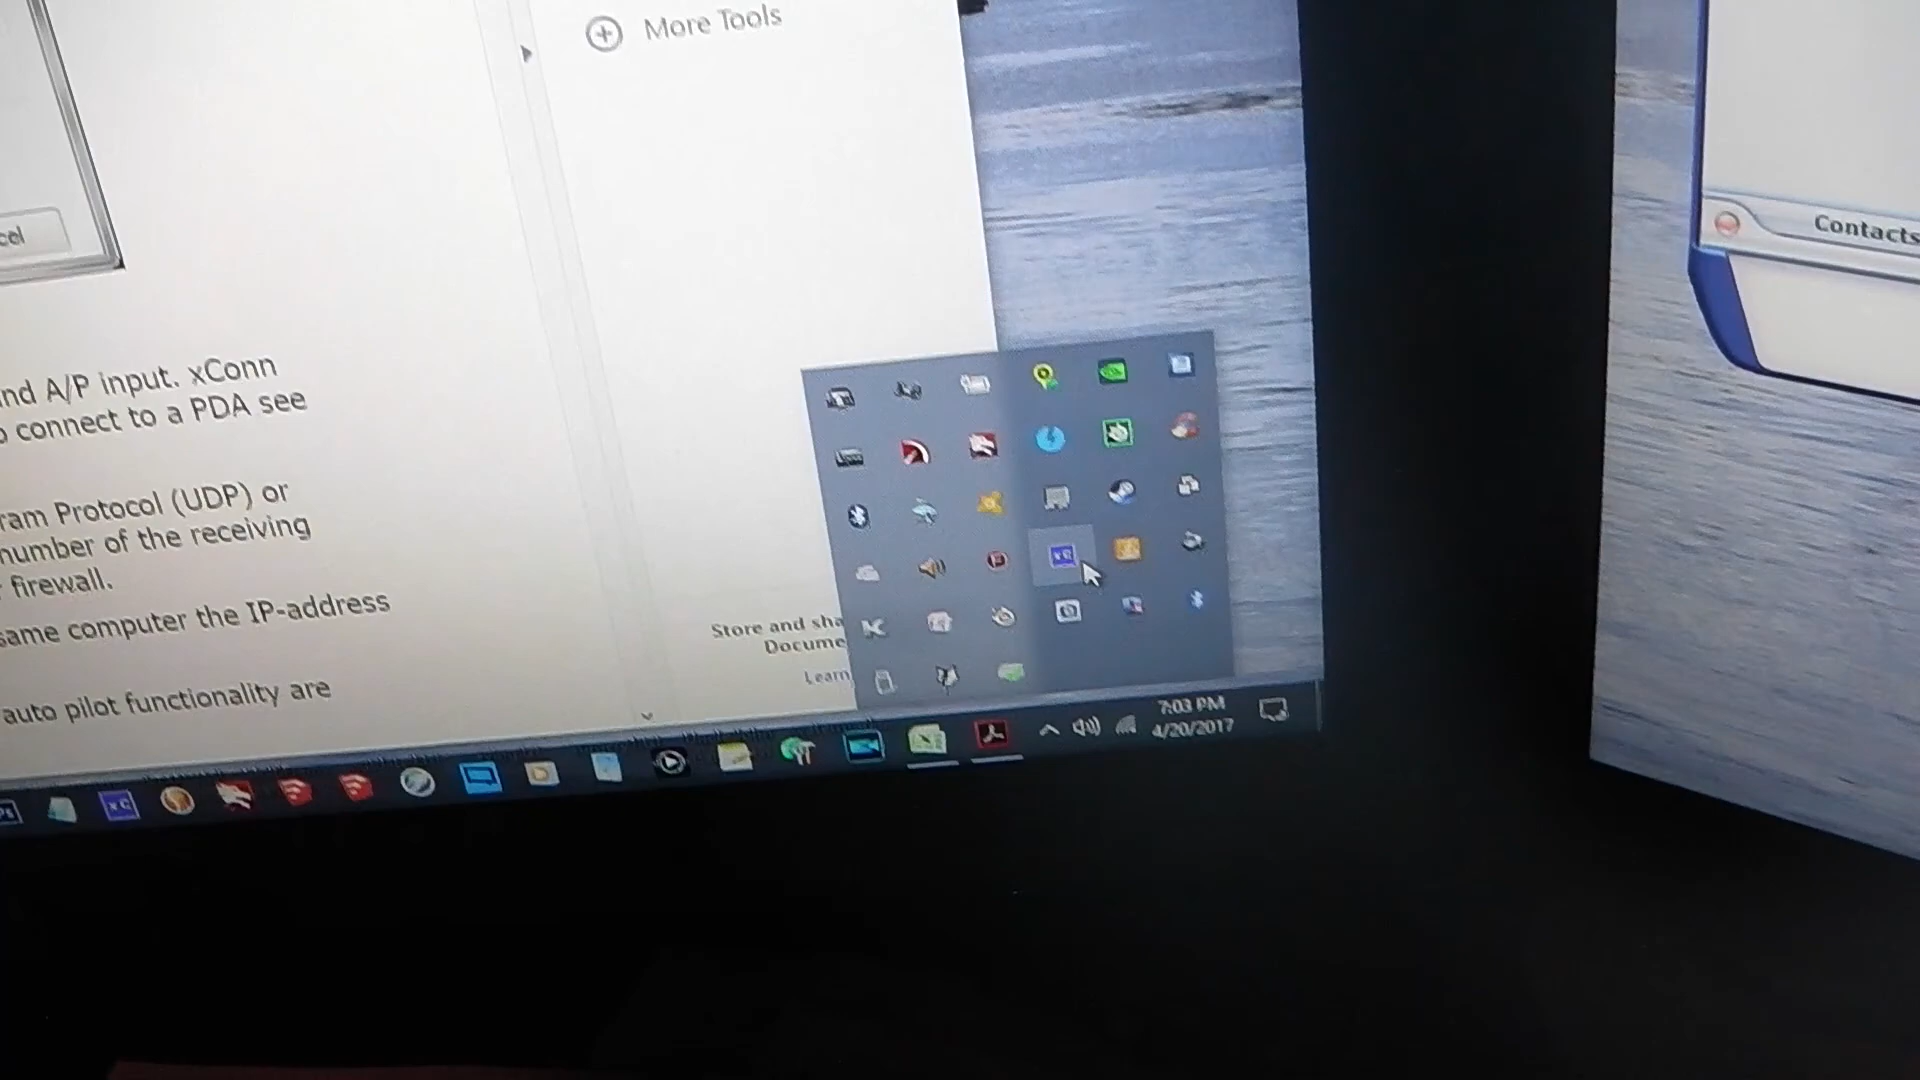 More Tools
cel
nd A/P input. xConn
connect to a PDA see
ram Protocol (UDP) or
number of the receiving
firewall.
same computer the IP-address
auto pilot functionality are
Store and sha
Docume
Learn
xC
7:03 PM
4/20/2017
xC
Contacts